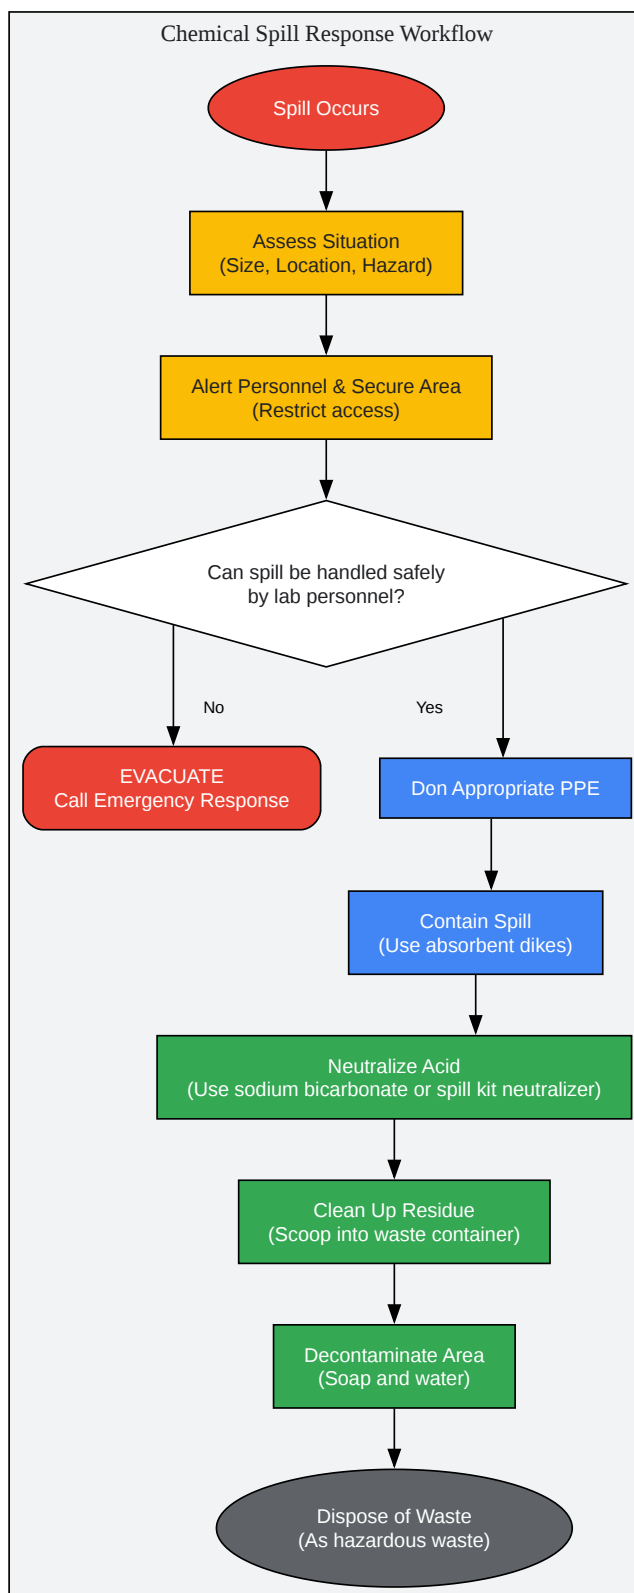 Chemical Spill Response Workflow
Spill Occurs
Assess Situation
(Size, Location, Hazard)
Alert Personnel & Secure Area
(Restrict access)
Can spill be handled safely
by lab personnel?
No
Yes
EVACUATE
Call Emergency Response
Don Appropriate PPE
Contain Spill
(Use absorbent dikes)
Neutralize Acid
(Use sodium bicarbonate or spill kit neutralizer)
Clean Up Residue
(Scoop into waste container)
Decontaminate Area
(Soap and water)
Dispose of Waste
(As hazardous waste)